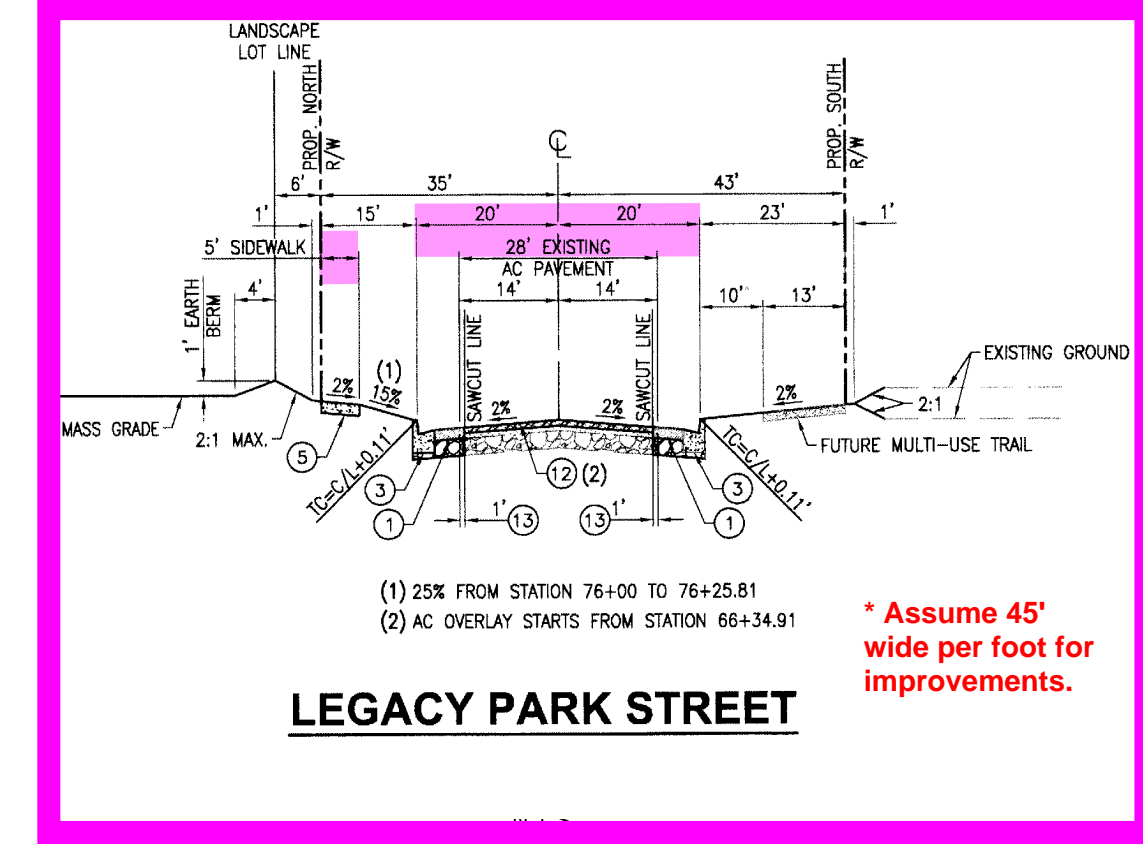 LANDSCAPE
LOT LINE
PROP. NORTH
R/W
℄
PROP. SOUTH
R/W
6'
35'
43'
1'
15'
20'
20'
23'
1'
5' SIDEWALK
28' EXISTING
AC PAVEMENT
4'
14'
14'
10'
13'
1' EARTH
BERM
SAWCUT LINE
SAWCUT LINE
EXISTING GROUND
2%
(1)
15%
2%
2%
2%
2:1
MASS GRADE
2:1 MAX.
FUTURE MULTI-USE TRAIL
5
TC=C/L+0.11'
TC=C/L+0.11'
3
12 (2)
3
1
1'
13
13
1'
1
(1) 25% FROM STATION 76+00 TO 76+25.81
(2) AC OVERLAY STARTS FROM STATION 66+34.91
* Assume 45'
wide per foot for
improvements.
LEGACY PARK STREET